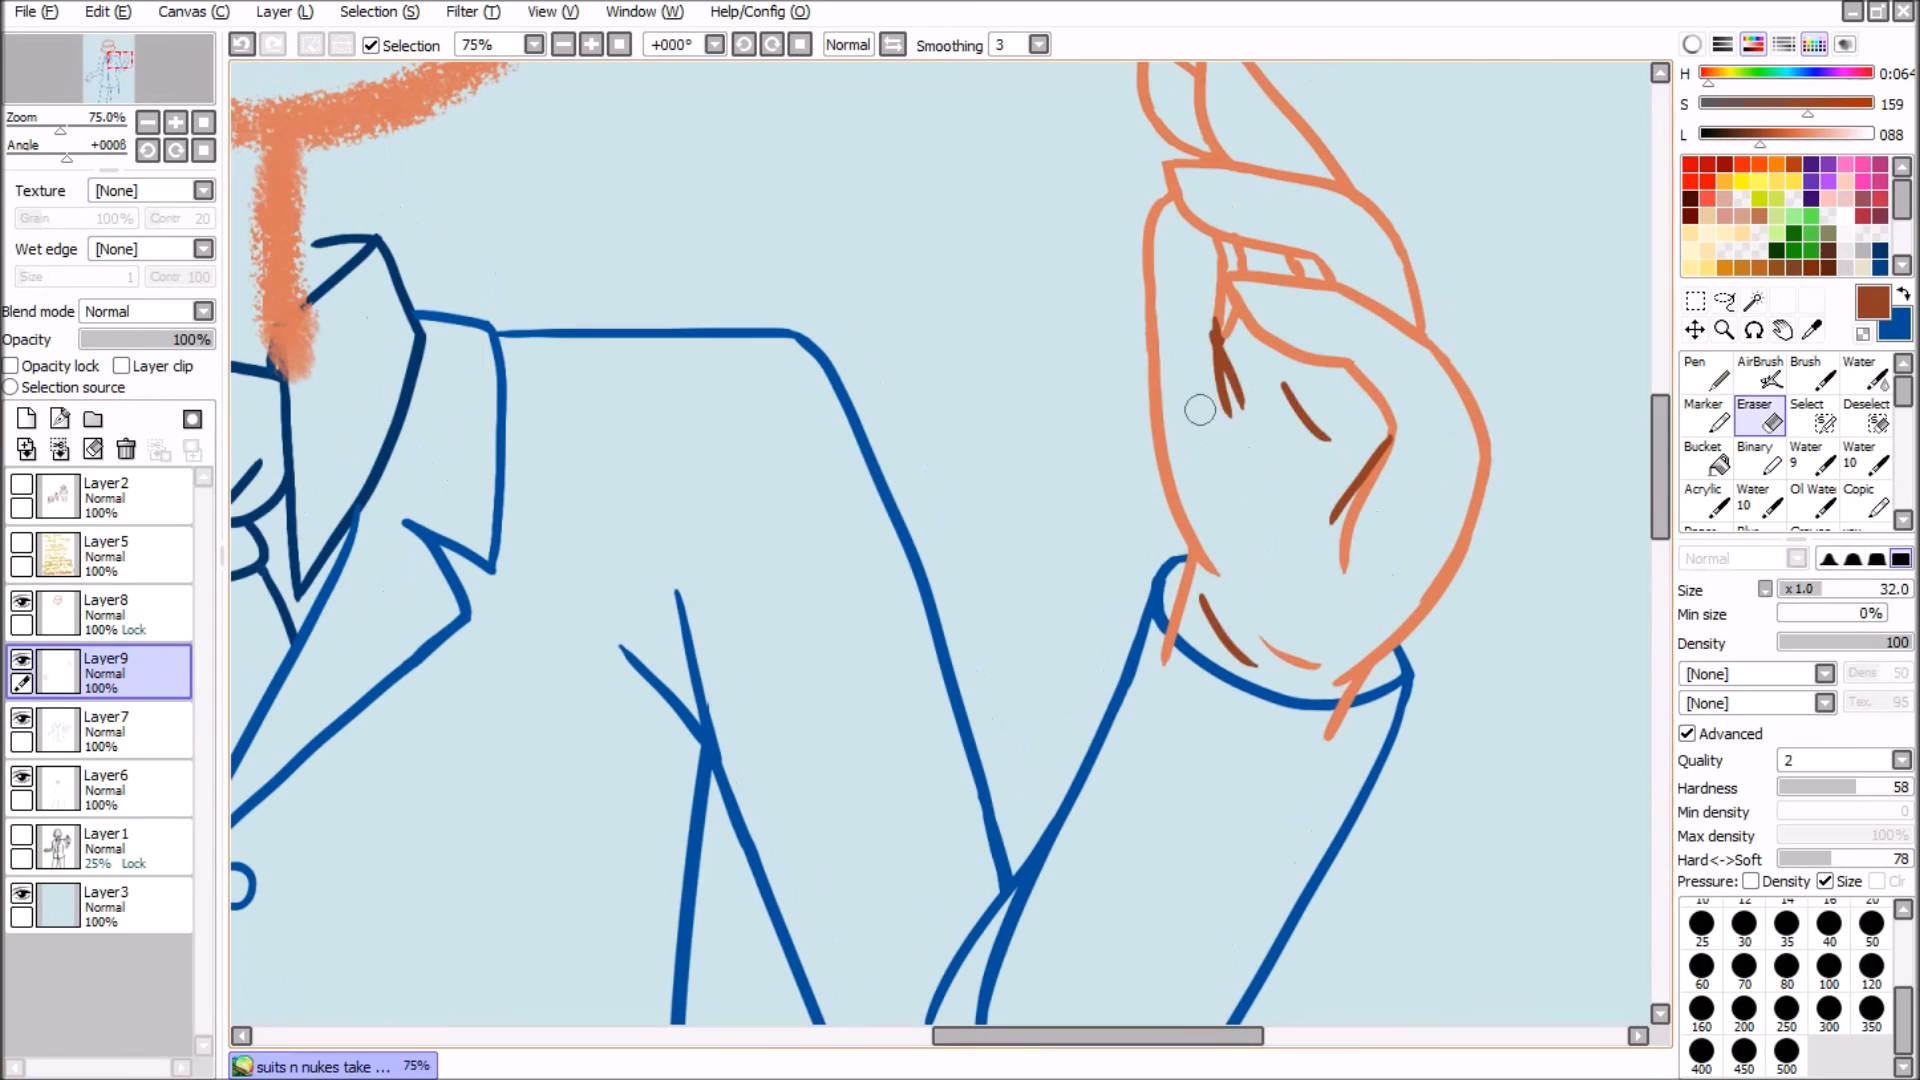 File (F) Edit (E) Canvas (C) Layer (L) Selection (S) Filter (T) View (V) Window (W) Help/Config (O)
Selection 75% +000° Normal Smoothing 3
Zoom 75.0%
Angle +000ß
Texture [None]
Grain 100% Contr 20
Wet edge [None]
Size 1 Contr 100
Blend mode Normal
Opacity 100%
Opacity lock Layer clip
Selection source
Layer2
Normal
100%
Layer5
Normal
100%
Layer8
Normal
100% Lock
Layer9
Normal
100%
Layer7
Normal
100%
Layer6
Normal
100%
Layer1
Normal
25% Lock
Layer3
Normal
100%
suits n nukes take ... 75%
H 0:064
S 159
L 088
Pen AirBrush Brush Water
Marker Eraser Select Deselect
Bucket Binary Water 9 Water 10
Acrylic Water 10 Oil Wate Copic
Normal
Size x 1.0 32.0
Min size 0%
Density 100
[None] Dens 50
[None] Tex. 95
Advanced
Quality 2
Hardness 58
Min density 0
Max density 100%
Hard<->Soft 78
Pressure: Density Size Clr
10 12 14 16 20
25 30 35 40 50
60 70 80 100 120
160 200 250 300 350
400 450 500